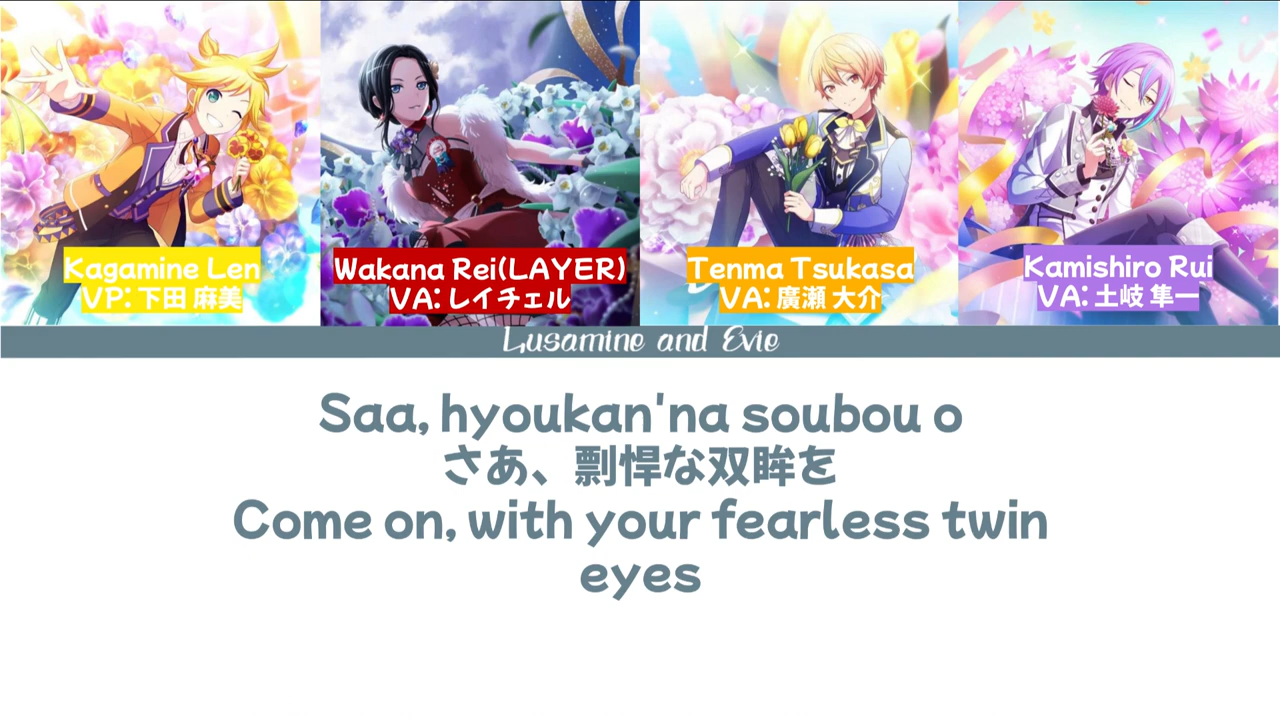 Kagamine Len
VP: 下田 麻美
Wakana Rei(LAYER)
VA: レイチェル
Tenma Tsukasa
VA: 廣瀬 大介
Kamishiro Rui
VA: 土岐 隼一
Lusamine and Evie
Saa, hyoukan'na soubou o
さあ、剽悍な双眸を
Come on, with your fearless twin
eyes